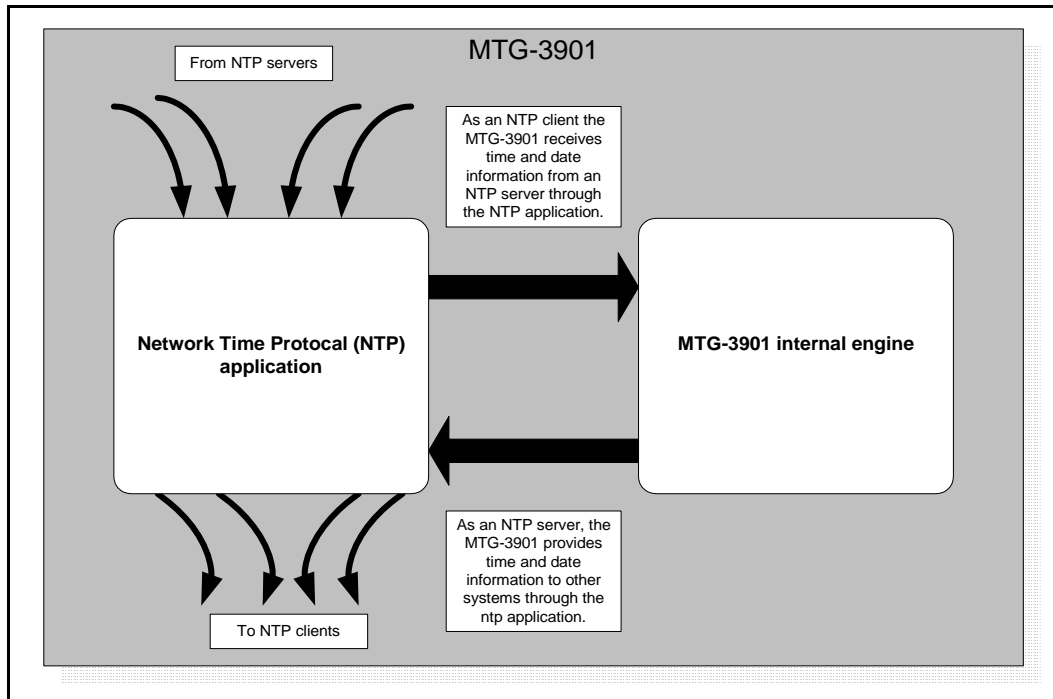 MTG-3901
From NTP servers
As an NTP client the
MTG-3901 receives
time and date
information from an
NTP server through
the NTP application.
Network Time Protocal (NTP)
application
MTG-3901 internal engine
As an NTP server, the
MTG-3901 provides
time and date
information to other
systems through the
ntp application.
To NTP clients